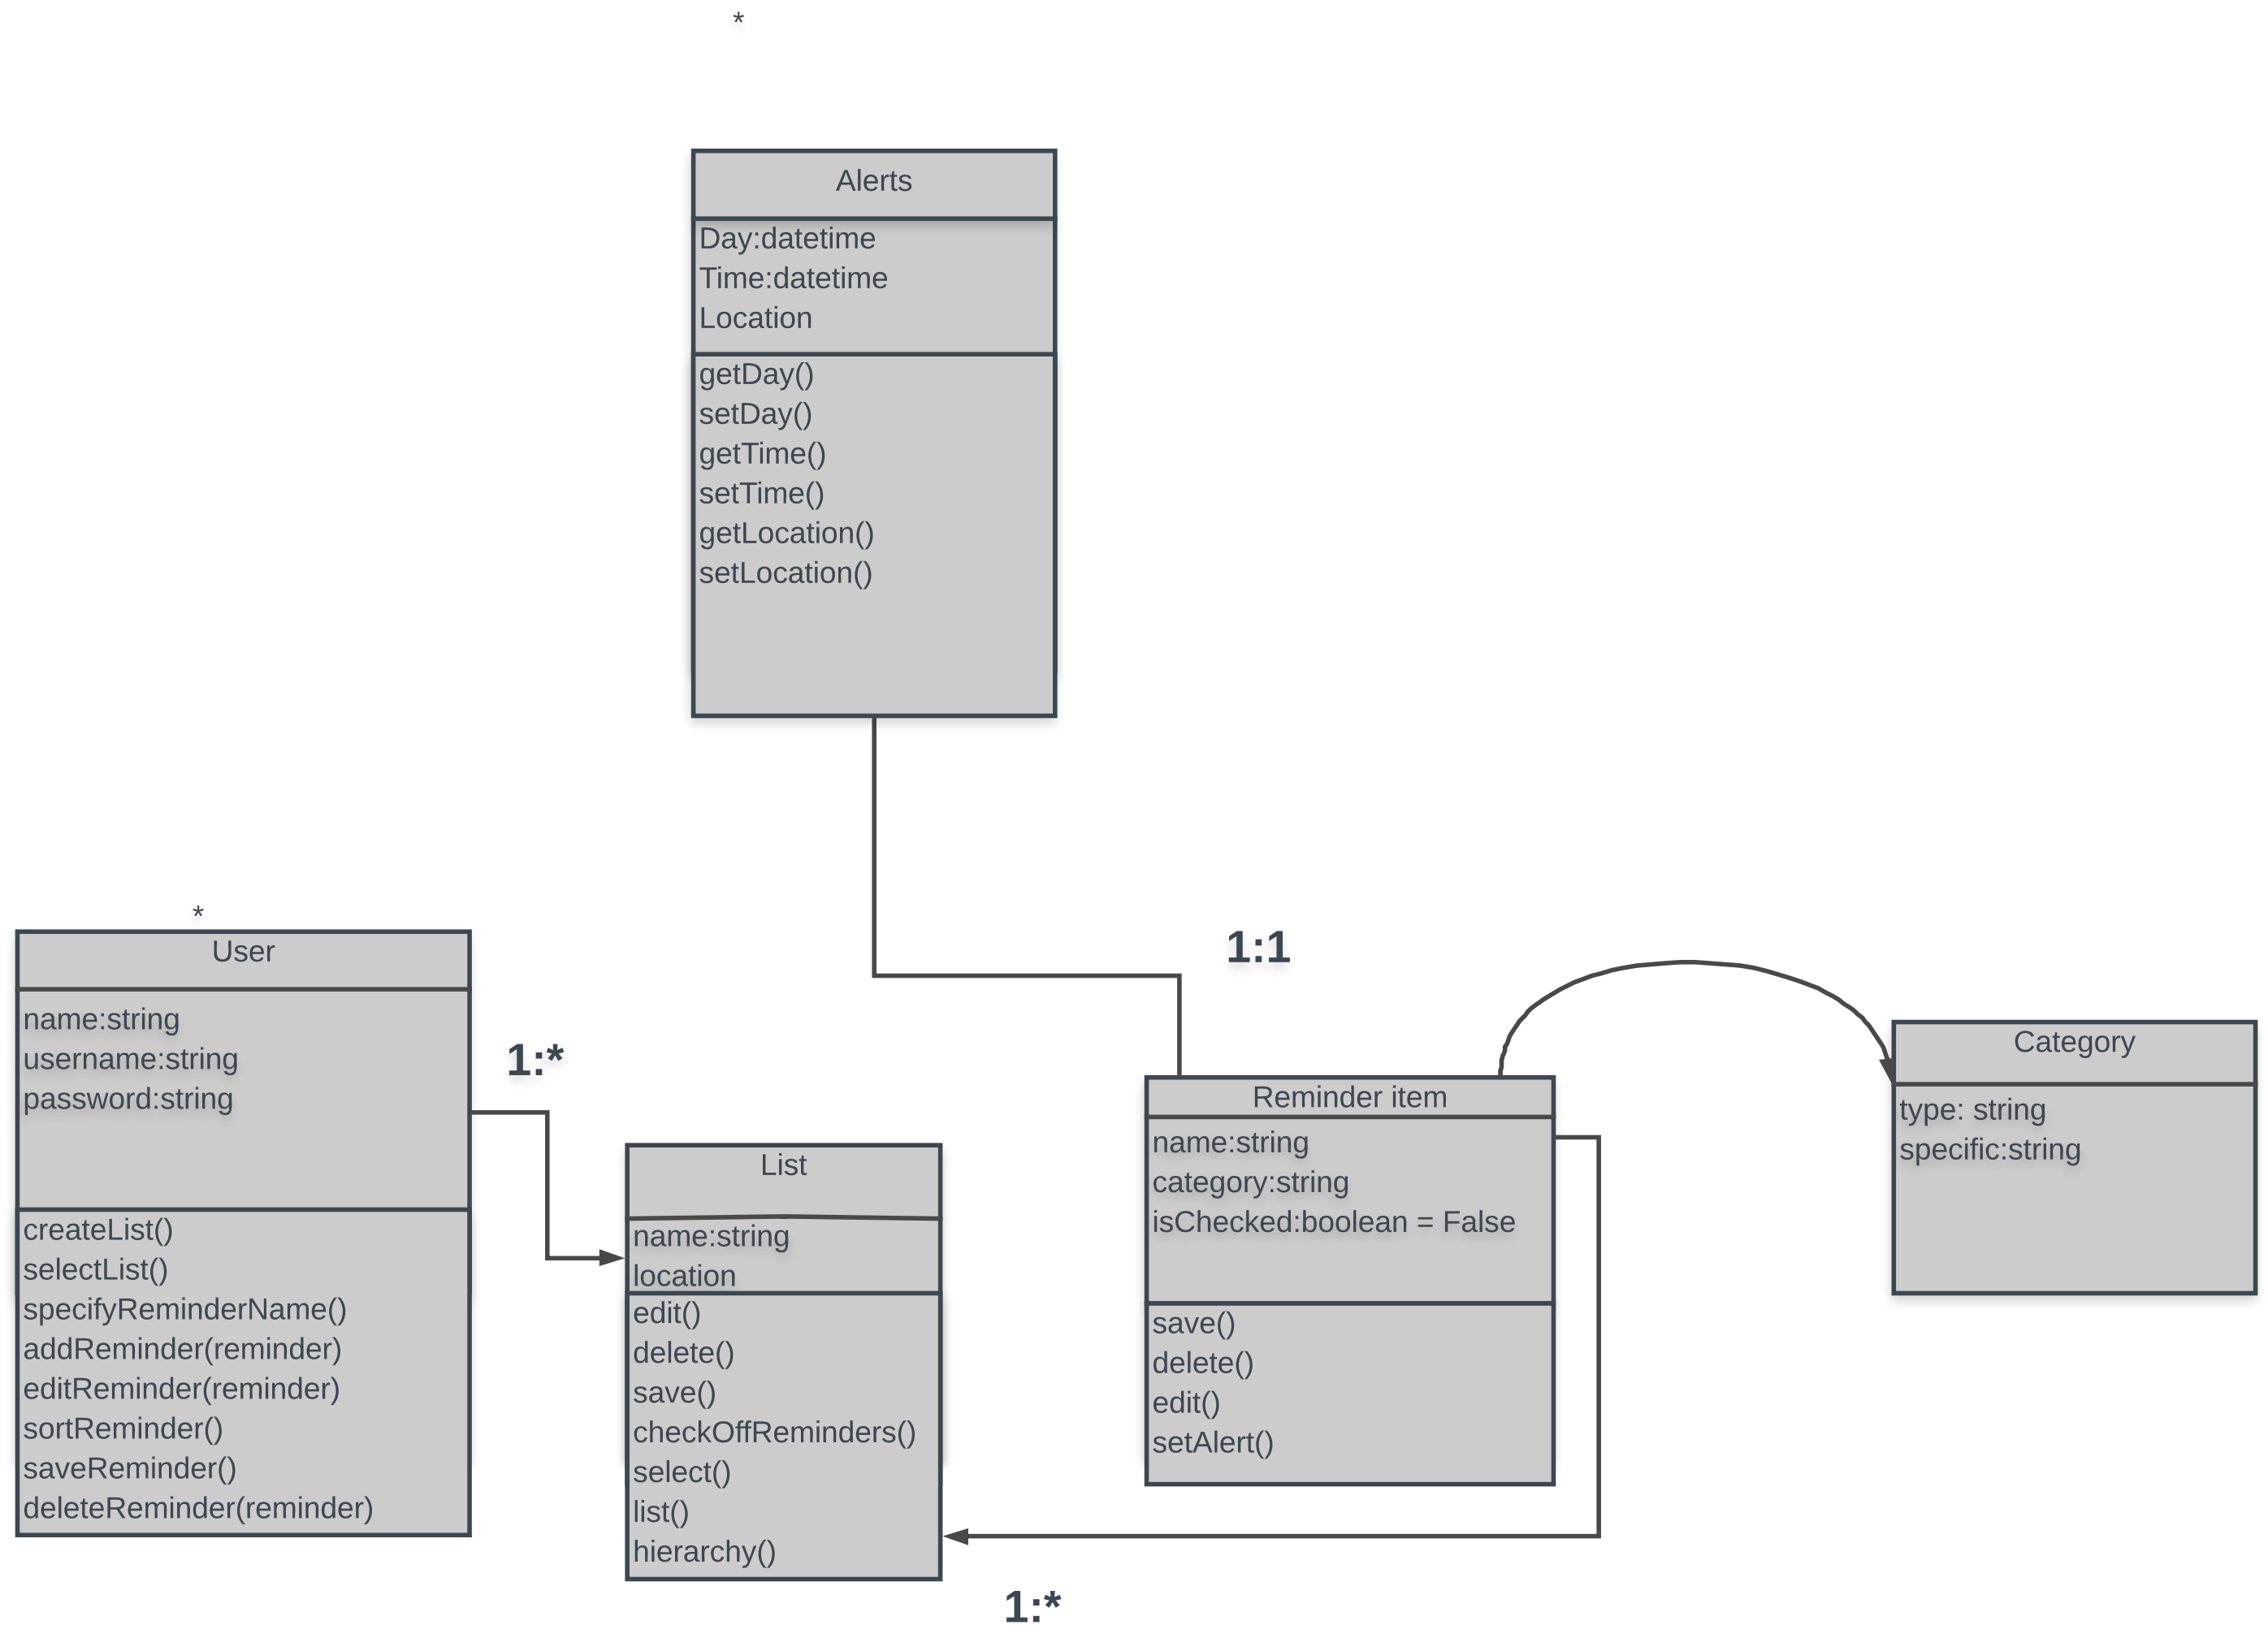 *
Alerts
Day:datetime
Time:datetime
Location
getDay()
setDay()
getTime()
setTime()
getLocation()
setLocation()
*
User
name:string
username:string
password:string
createList()
selectList()
specifyReminderName()
addReminder(reminder)
editReminder(reminder)
sortReminder()
saveReminder()
deleteReminder(reminder)
1:*
List
name:string
location
edit()
delete()
save()
checkOffReminders()
select()
list()
hierarchy()
1:*
1:1
Reminder item
name:string
category:string
isChecked:boolean = False
save()
delete()
edit()
setAlert()
Category
type: string
specific:string